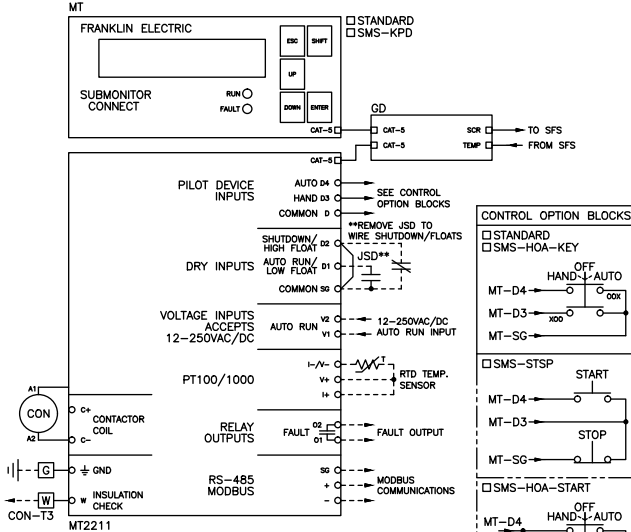 MT
FRANKLIN ELECTRIC
ESC SHIFT
UP
DOWN ENTER
SUBMONITOR
CONNECT
RUN
FAULT
CAT-5
□ STANDARD
□ SMS-KPD
GD
CAT-5 SCR TO SFS
CAT-5 TEMP FROM SFS
CAT-5
PILOT DEVICE
INPUTS
AUTO D4
HAND D3
COMMON D
SEE CONTROL
OPTION BLOCKS
**REMOVE JSD TO
WIRE SHUTDOWN/FLOATS
DRY INPUTS
SHUTDOWN/
HIGH FLOAT D2
AUTO RUN/
LOW FLOAT D1
COMMON SG
JSD**
VOLTAGE INPUTS
ACCEPTS
12-250VAC/DC
AUTO RUN
V2
V1
12-250VAC/DC
AUTO RUN INPUT
PT100/1000
I-/V-
V+
I+
T
RTD TEMP.
SENSOR
A1
CON
A2
C+
C-
CONTACTOR
COIL
RELAY
OUTPUTS
FAULT
O2
O1
FAULT OUTPUT
G
GND
W
W INSULATION
CHECK
CON-T3
RS-485
MODBUS
SG
+
-
MODBUS
COMMUNICATIONS
MT2211
CONTROL OPTION BLOCKS
□ STANDARD
□ SMS-HOA-KEY
OFF
HAND AUTO
MT-D4
OOX
MT-D3
XOO
MT-SG
□ SMS-STSP
START
MT-D4
MT-D3
STOP
MT-SG
□ SMS-HOA-START
OFF
HAND AUTO
MT-D4